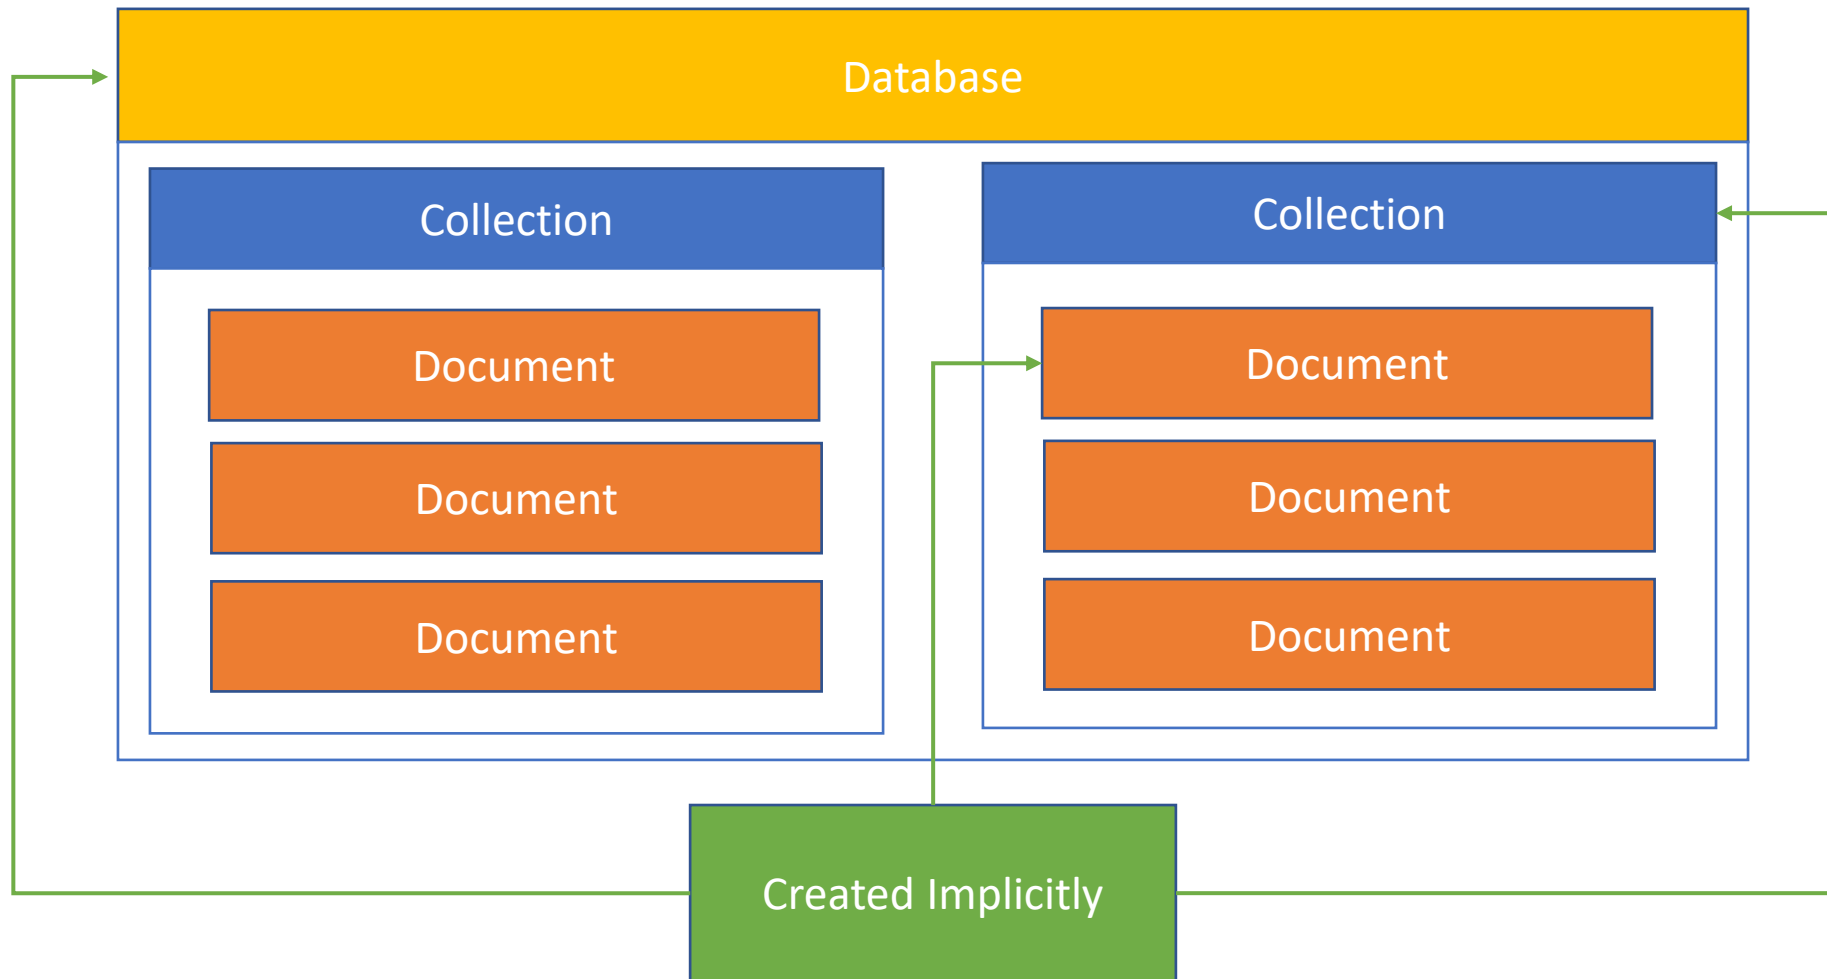 Database
Collection
Document
Document
Document
Collection
Document
Document
Document
Created Implicitly